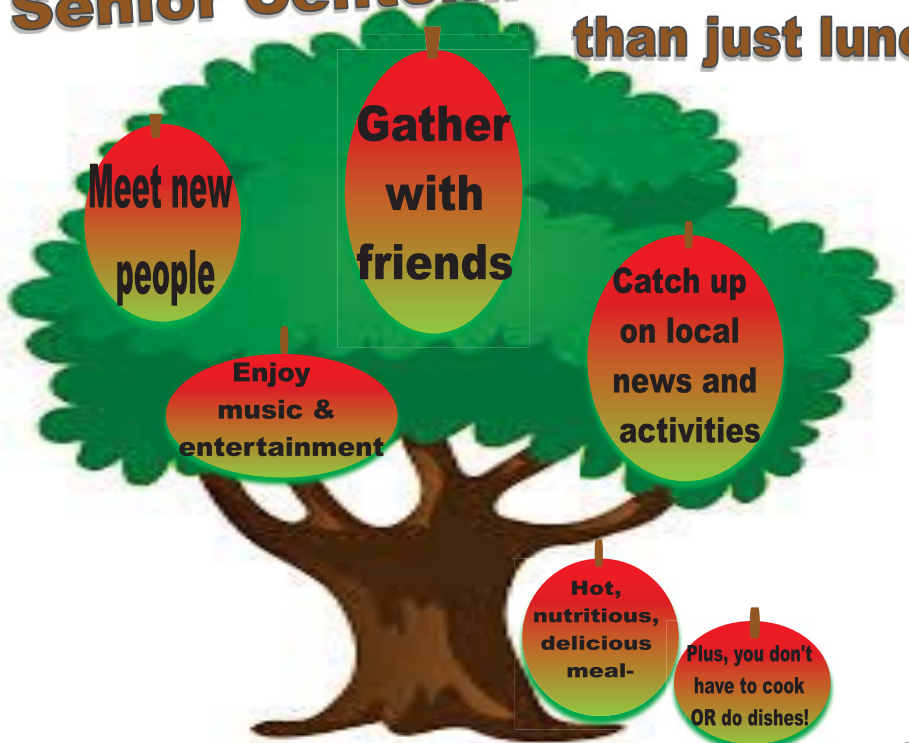 Senior
than just
Gather
with
friends
Meet new
people
Catch up
on local
news and
activities
Enjoy
music &
entertainment
Hot,
nutritious,
delicious
meal-
Plus, you don't
have to cook
OR do dishes!